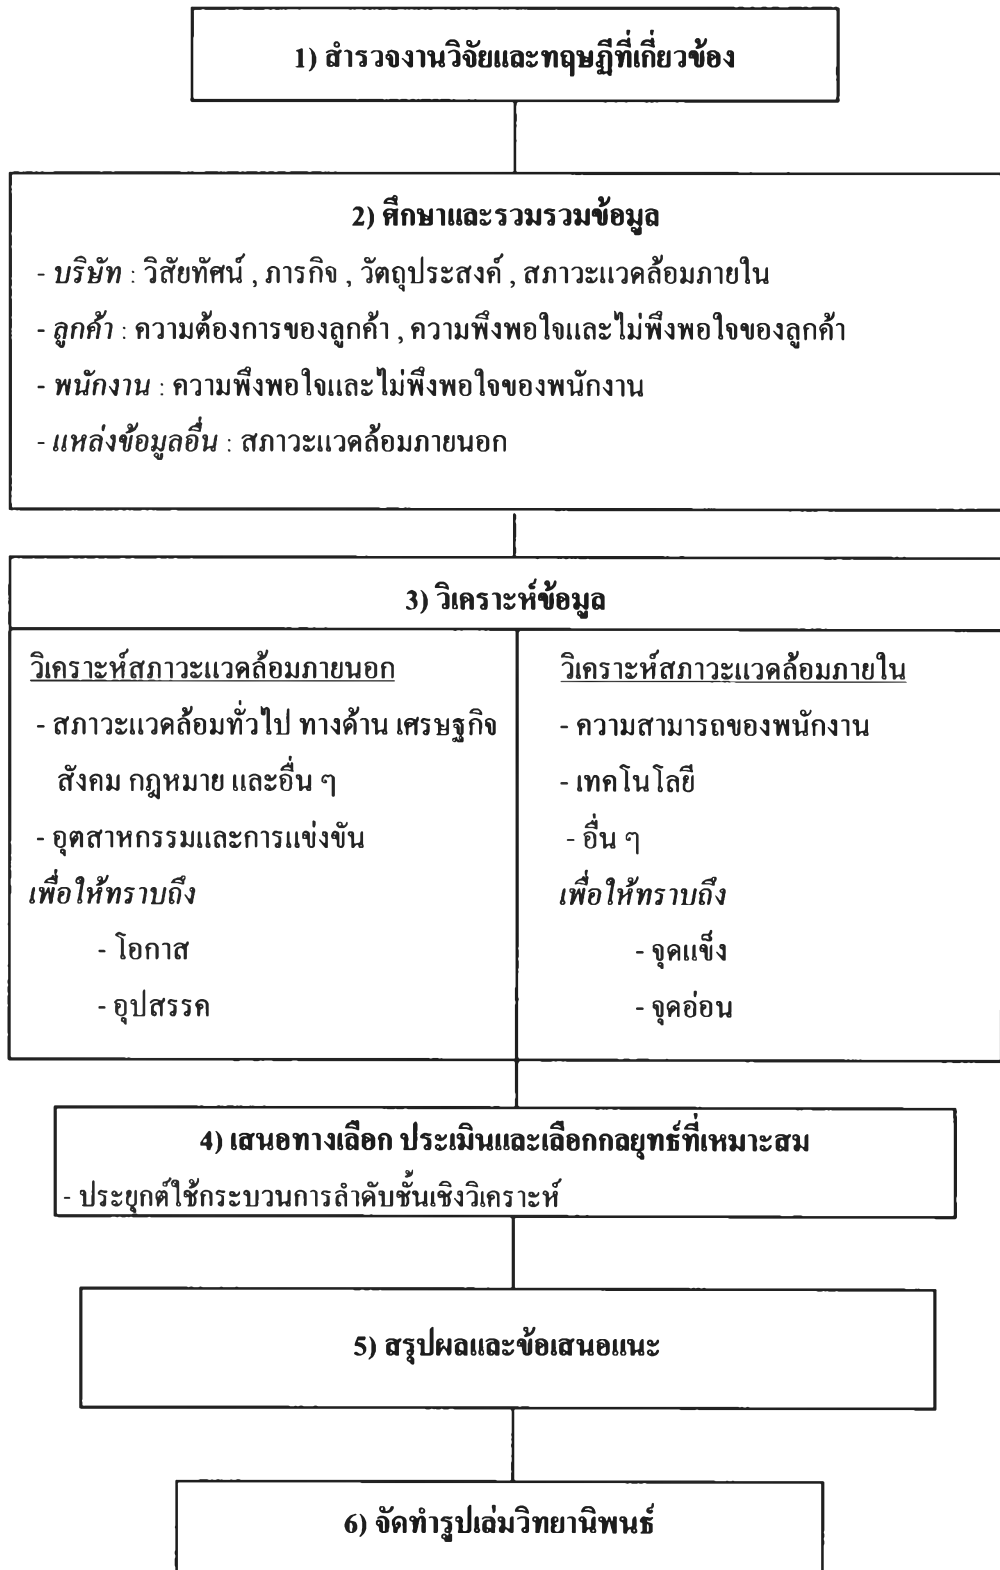 1) สำรวจงานวิจัยและทฤษฏีที่เกี่ยวข้อง
2) ศึกษาและรวมรวมข้อมูล
- บริษัท : วิสัยทัศน์ , ภารกิจ , วัตถุประสงค์ , สภาวะแวดล้อมภายใน
- ลูกค้า : ความต้องการของลูกค้า , ความพึงพอใจและไม่พึงพอใจของลูกค้า
- พนักงาน : ความพึงพอใจและไม่พึงพอใจของพนักงาน
- แหล่งข้อมูลอื่น : สภาวะแวดล้อมภายนอก
3) วิเคราะห์ข้อมูล
วิเคราะห์สภาวะแวดล้อมภายนอก
- สภาวะแวดล้อมทั่วไป ทางด้าน เศรษฐกิจ
สังคม กฎหมาย และอื่น ๆ
- อุตสาหกรรมและการแข่งขัน
เพื่อให้ทราบถึง
- โอกาส
- อุปสรรค
วิเคราะห์สภาวะแวดล้อมภายใน
- ความสามารถของพนักงาน
- เทคโนโลยี
- อื่น ๆ
เพื่อให้ทราบถึง
- จุดแข็ง
- จุดอ่อน
4) เสนอทางเลือก ประเมินและเลือกกลยุทธ์ที่เหมาะสม
- ประยุกต์ใช้กระบวนการลำดับชั้นเชิงวิเคราะห์
5) สรุปผลและข้อเสนอแนะ
6) จัดทำรูปเล่มวิทยานิพนธ์